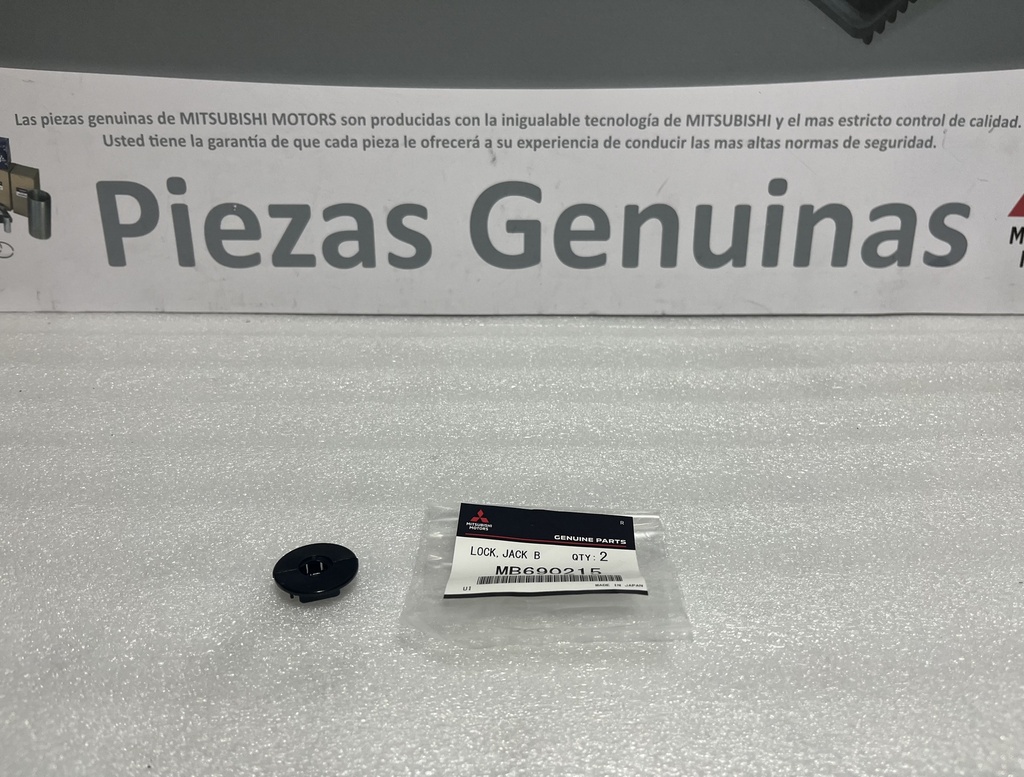 Las piezas genuinas de MITSUBISHI MOTORS son producidas con la inigualable tecnología de MITSUBISHI y el mas estricto control de calidad.
Usted tiene la garantía de que cada pieza le ofrecerá a su experiencia de conducir las mas altas normas de seguridad.
Piezas Genuinas
MITSUBISHI
MOTORS
R
GENUINE PARTS
LOCK, JACK B QTY: 2
MB690215
U1 MADE IN JAPAN